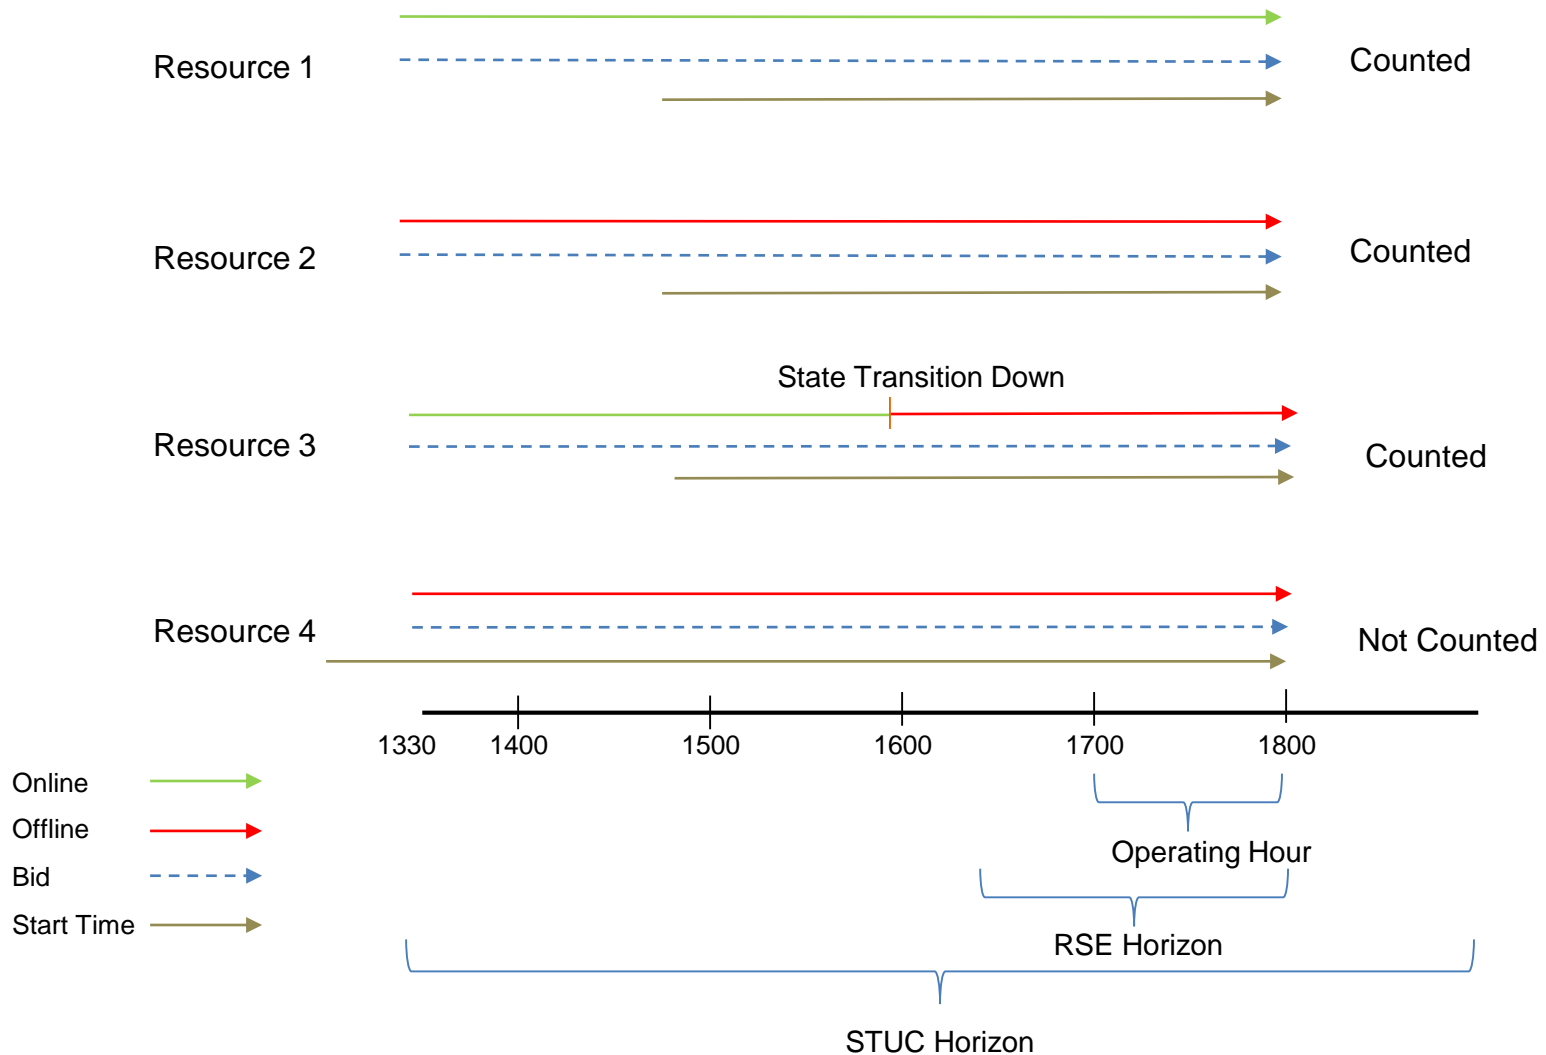 Resource 1
Counted
Resource 2
Counted
State Transition Down
Resource 3
Counted
Resource 4
Not Counted
1330 1400 1500 1600 1700 1800
Online
Offline
Bid
Start Time
Operating Hour
RSE Horizon
STUC Horizon